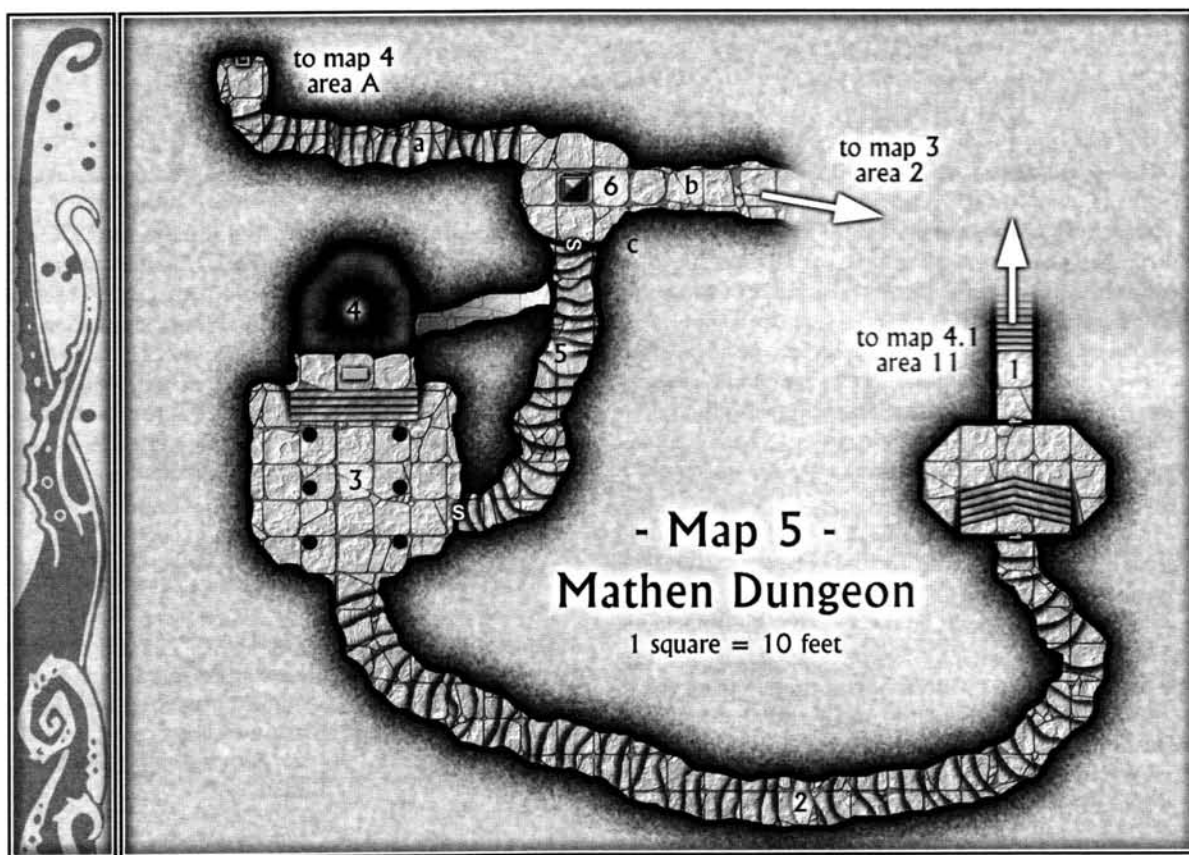 to map 4
area A
a
to map 3
area 2
6
b
S
c
4
to map 4.1
area 11
5
1
3
S
- Map 5 -
Mathen Dungeon
1 square = 10 feet
2